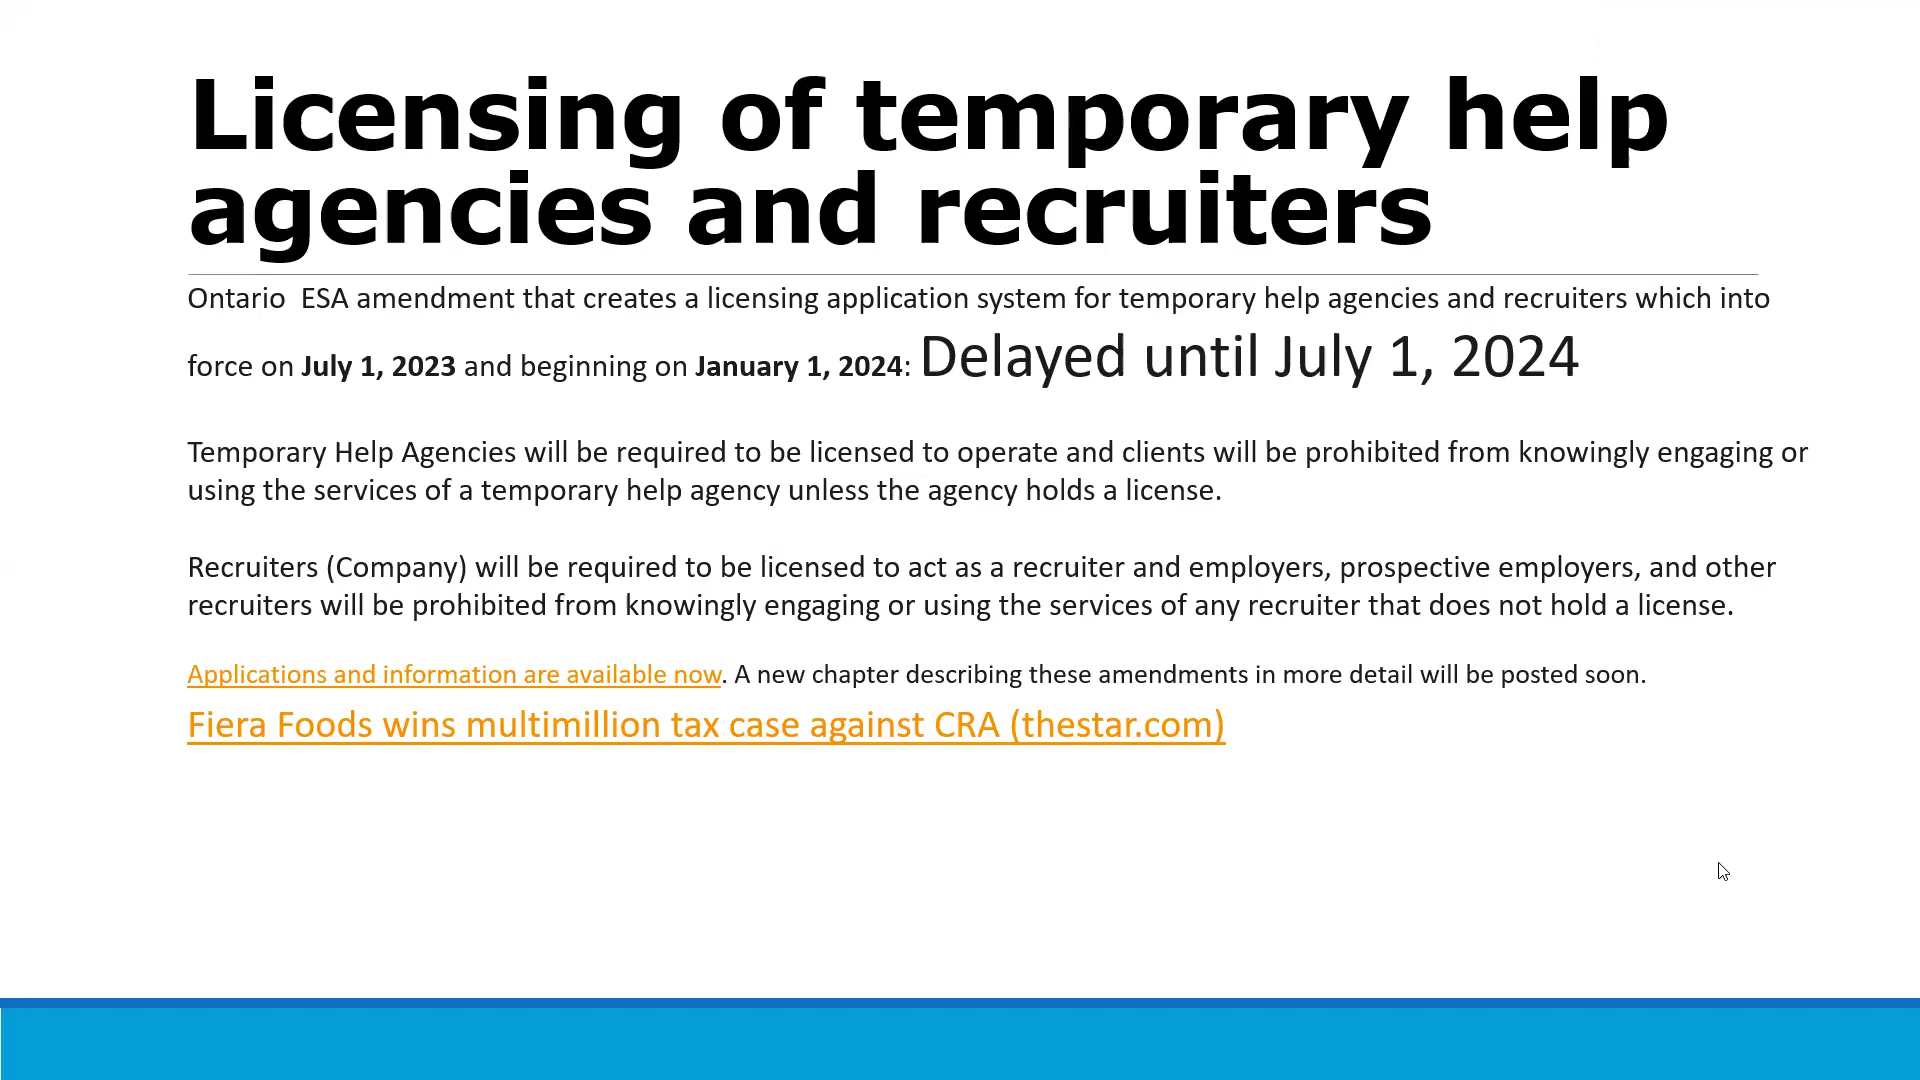 Licensing of temporary help
agencies and recruiters
Ontario  ESA amendment that creates a licensing application system for temporary help agencies and recruiters which into
force on July 1, 2023 and beginning on January 1, 2024: Delayed until July 1, 2024
Temporary Help Agencies will be required to be licensed to operate and clients will be prohibited from knowingly engaging or
using the services of a temporary help agency unless the agency holds a license.
Recruiters (Company) will be required to be licensed to act as a recruiter and employers, prospective employers, and other
recruiters will be prohibited from knowingly engaging or using the services of any recruiter that does not hold a license.
Applications and information are available now. A new chapter describing these amendments in more detail will be posted soon.
Fiera Foods wins multimillion tax case against CRA (thestar.com)